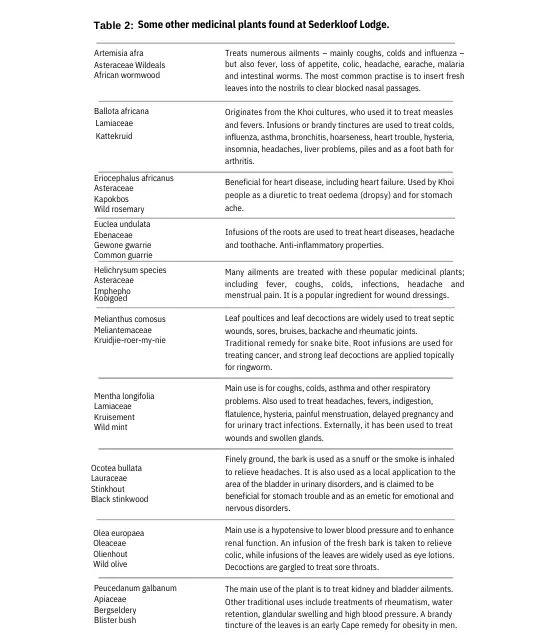 Table 2: Some other medicinal plants found at Sederkloof Lodge.
Artemisia afra
Asteraceae Wildeals
African wormwood
Treats numerous ailments – mainly coughs, colds and influenza –
but also fever, loss of appetite, colic, headache, earache, malaria
and intestinal worms. The most common practise is to insert fresh
leaves into the nostrils to clear blocked nasal passages.
Ballota africana
Lamiaceae
Kattekruid
Originates from the Khoi cultures, who used it to treat measles
and fevers. Infusions or brandy tinctures are used to treat colds,
influenza, asthma, bronchitis, hoarseness, heart trouble, hysteria,
insomnia, headaches, liver problems, piles and as a foot bath for
arthritis.
Eriocephalus africanus
Asteraceae
Kapokbos
Wild rosemary
Beneficial for heart disease, including heart failure. Used by Khoi
people as a diuretic to treat oedema (dropsy) and for stomach
ache.
Euclea undulata
Ebenaceae
Gewone gwarrie
Common guarrie
Infusions of the roots are used to treat heart diseases, headache
and toothache. Anti-inflammatory properties.
Helichrysum species
Asteraceae
Imphepho
Kooigoed
Many ailments are treated with these popular medicinal plants;
including fever, coughs, colds, infections, headache and
menstrual pain. It is a popular ingredient for wound dressings.
Melianthus comosus
Meliantemaceae
Kruidjie-roer-my-nie
Leaf poultices and leaf decoctions are widely used to treat septic
wounds, sores, bruises, backache and rheumatic joints.
Traditional remedy for snake bite. Root infusions are used for
treating cancer, and strong leaf decoctions are applied topically
for ringworm.
Mentha longifolia
Lamiaceae
Kruisement
Wild mint
Main use is for coughs, colds, asthma and other respiratory
problems. Also used to treat headaches, fevers, indigestion,
flatulence, hysteria, painful menstruation, delayed pregnancy and
for urinary tract infections. Externally, it has been used to treat
wounds and swollen glands.
Ocotea bullata
Lauraceae
Stinkhout
Black stinkwood
Finely ground, the bark is used as a snuff or the smoke is inhaled
to relieve headaches. It is also used as a local application to the
area of the bladder in urinary disorders, and is claimed to be
beneficial for stomach trouble and as an emetic for emotional and
nervous disorders.
Olea europaea
Oleaceae
Olienhout
Wild olive
Main use is a hypotensive to lower blood pressure and to enhance
renal function. An infusion of the fresh bark is taken to relieve
colic, while infusions of the leaves are widely used as eye lotions.
Decoctions are gargled to treat sore throats.
Peucedanum galbanum
Apiaceae
Bergseldery
Blister bush
The main use of the plant is to treat kidney and bladder ailments.
Other traditional uses include treatments of rheumatism, water
retention, glandular swelling and high blood pressure. A brandy
tincture of the leaves is an early Cape remedy for obesity in men.